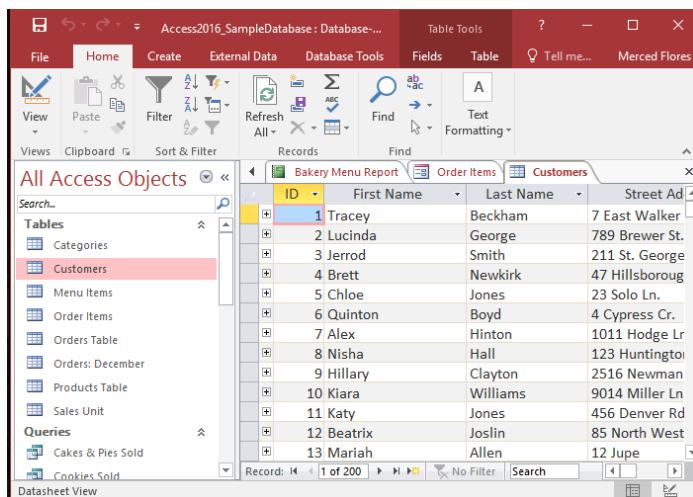 Access2016_SampleDatabase : Database-... Table Tools ?
File Home Create External Data Database Tools Fields Table Tell me... Merced Flores
View Paste Filter Refresh All Find Text Formatting
ABC ab ac A
Views Clipboard Sort & Filter Records Find
All Access Objects «
Search...
Tables
Categories
Customers
Menu Items
Order Items
Orders Table
Orders: December
Products Table
Sales Unit
Queries
Cakes & Pies Sold
Cookies Sold
Bakery Menu Report Order Items Customers
ID First Name Last Name Street Ad
1 Tracey Beckham 7 East Walker
2 Lucinda George 789 Brewer St.
3 Jerrod Smith 211 St. George
4 Brett Newkirk 47 Hillsboroug
5 Chloe Jones 23 Solo Ln.
6 Quinton Boyd 4 Cypress Cr.
7 Alex Hinton 1011 Hodge Ln
8 Nisha Hall 123 Huntington
9 Hillary Clayton 2516 Newman
10 Kiara Williams 9014 Miller Ln
11 Katy Jones 456 Denver Rd
12 Beatrix Joslin 85 North West
13 Mariah Allen 12 Jupe
Record: 1 of 200 No Filter Search
Datasheet View